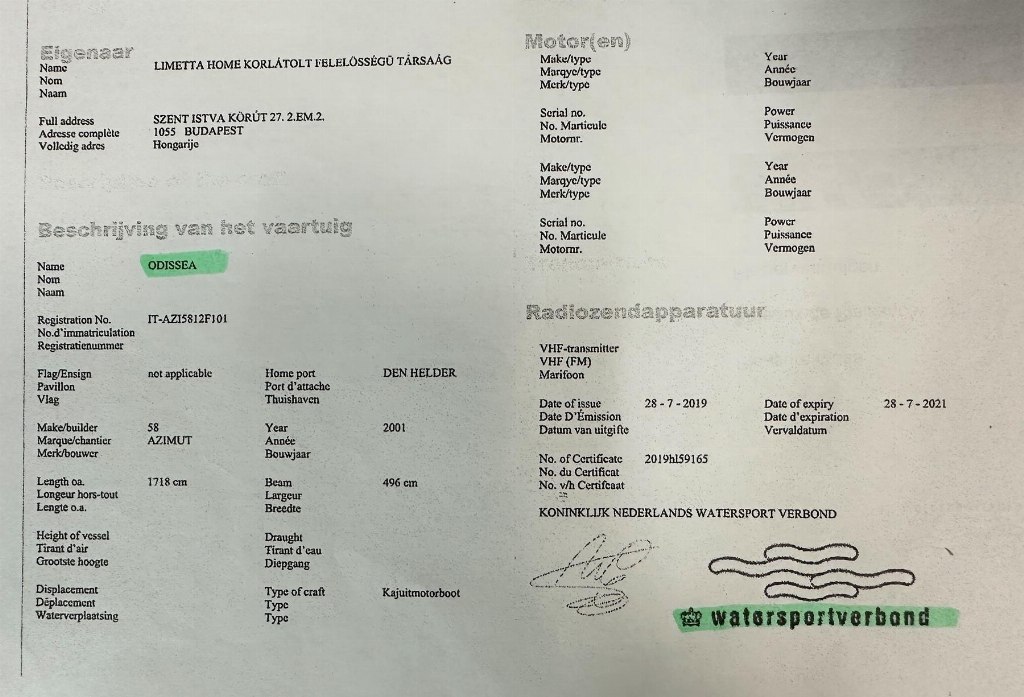 Eigenaar
Name LIMETTA HOME KORLÁTOLT FELELÖSSÉGÜ TÁRSAÁG
Nom
Naam
Full address SZENT ISTVA KÖRÚT 27. 2.EM.2.
Adresse complète 1055 BUDAPEST
Volledig adres Hongarije
Beschrijving van het vaartuig
Name ODISSEA
Nom
Naam
Registration No. IT-AZI5812F101
No.d'immatriculation
Registratienummer
Flag/Ensign not applicable Home port DEN HELDER
Pavillon Port d'attache
Vlag Thuishaven
Make/builder 58 Year 2001
Marque/chantier AZIMUT Année
Merk/bouwer Bouwjaar
Length oa. 1718 cm Beam 496 cm
Longeur hors-tout Largeur
Lengte o.a. Breedte
Height of vessel Draught
Tirant d'air Tirant d'eau
Grootste hoogte Diepgang
Displacement Type of craft Kajuitmotorboot
Déplacement Type
Waterverplaatsing Type
Motor(en)
Make/type Year
Marqye/type Année
Merk/type Bouwjaar
Serial no. Power
No. Marticule Puissance
Motornr. Vermogen
Make/type Year
Marqye/type Année
Merk/type Bouwjaar
Serial no. Power
No. Marticule Puissance
Motornr. Vermogen
Radiozendapparatuur
VHF-transmitter
VHF (FM)
Marifoon
Date of issue 28 - 7 - 2019 Date of expiry 28 - 7 - 2021
Date D'Émission Date d'expiration
Datum van uitgifte Vervaldatum
No. of Certificate 2019hl59165
No. du Certificat
No. v/h Certifcaat
KONINKLIJK NEDERLANDS WATERSPORT VERBOND
watersportverbond